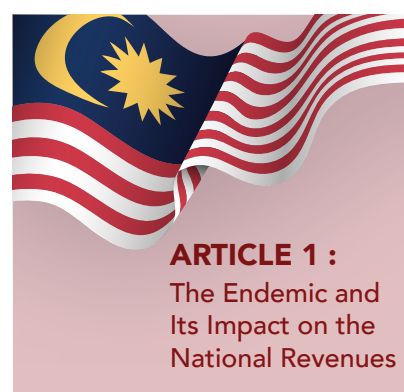 ARTICLE 1 :
The Endemic and
Its Impact on the
National Revenues